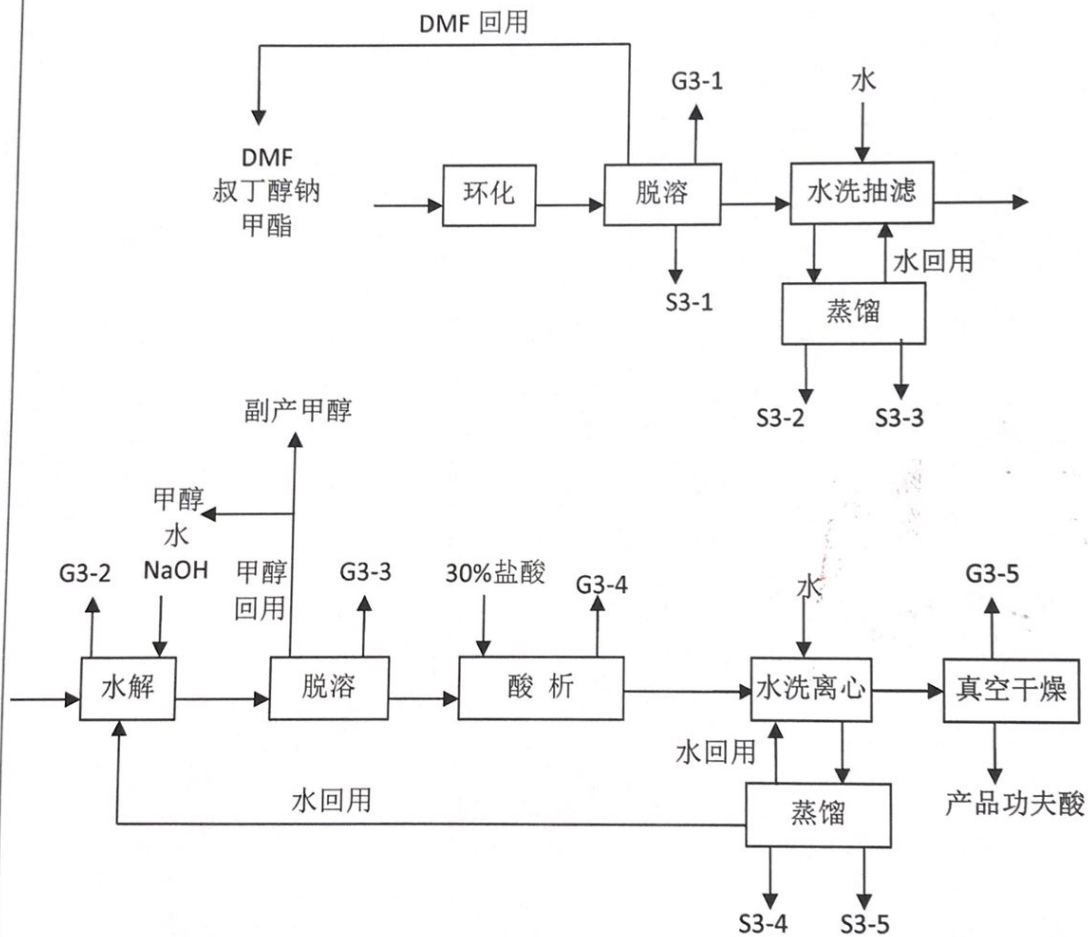 DMF 回用
G3-1
水
DMF
叔丁醇钠
甲酯
环化
脱溶
水洗抽滤
水回用
S3-1
蒸馏
S3-2
S3-3
副产甲醇
甲醇
水
NaOH
G3-2
甲醇
回用
G3-3
30%盐酸
G3-4
水
G3-5
水解
脱溶
酸 析
水洗离心
真空干燥
水回用
水回用
蒸馏
产品功夫酸
S3-4
S3-5